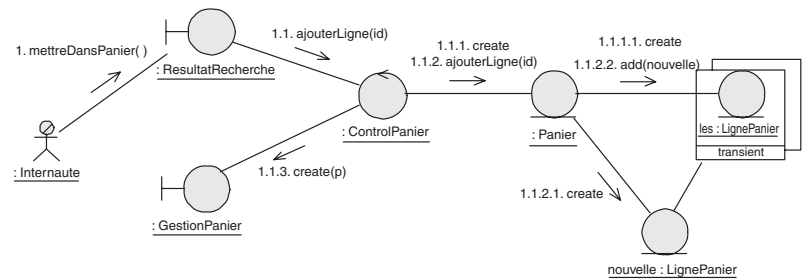 1. mettreDansPanier( )
: ResultatRecherche
1.1. ajouterLigne(id)
: ControlPanier
1.1.1. create
1.1.2. ajouterLigne(id)
: Panier
1.1.1.1. create
1.1.2.2. add(nouvelle)
les : LignePanier
transient
: Internaute
1.1.3. create(p)
: GestionPanier
1.1.2.1. create
nouvelle : LignePanier